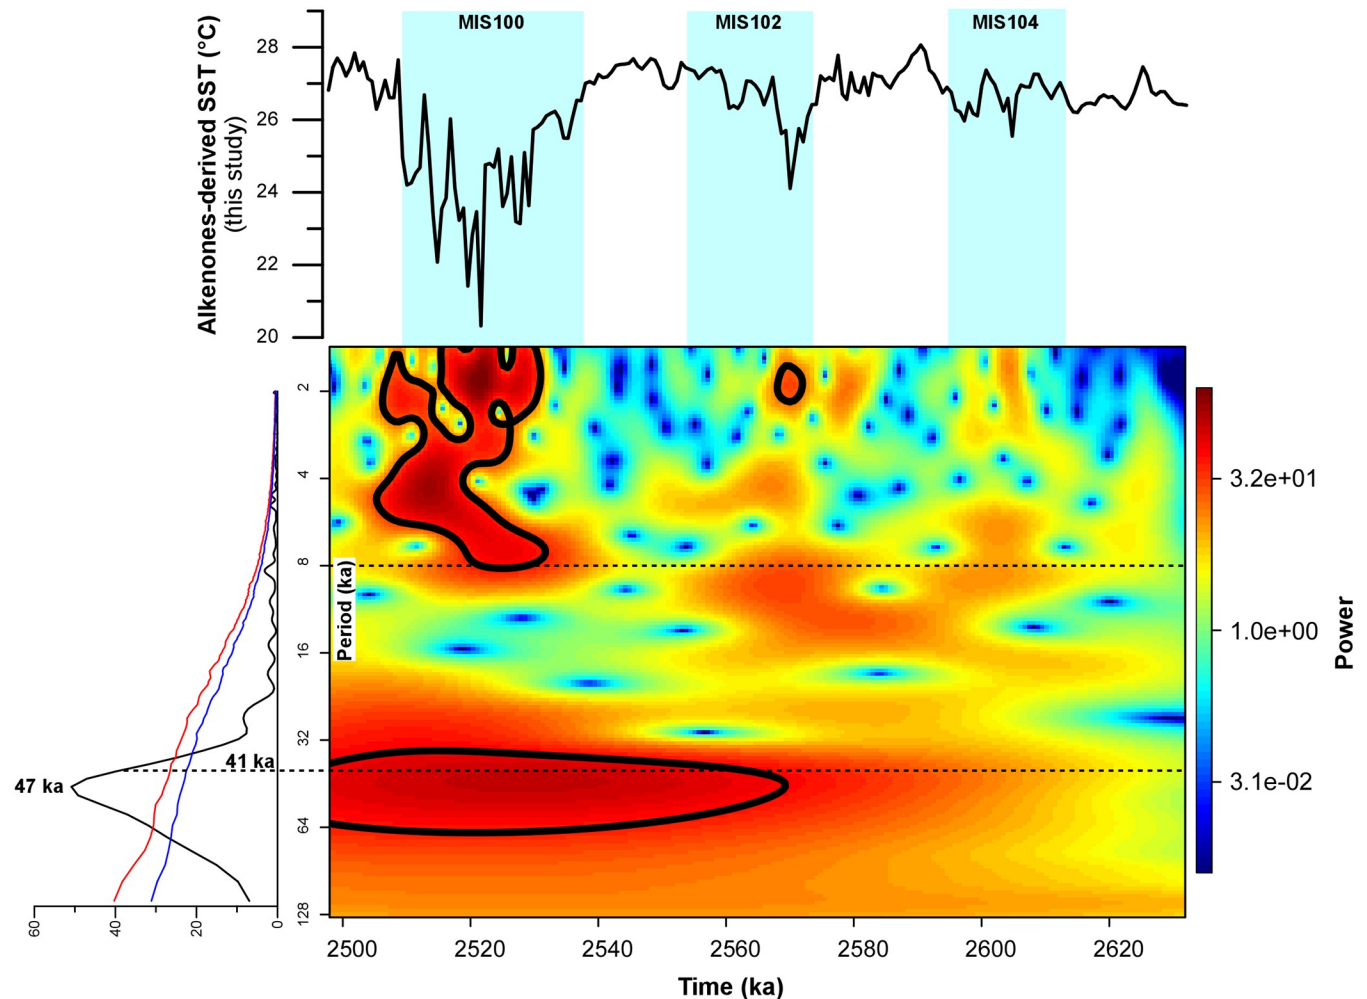 MIS100 MIS102 MIS104
Alkenones-derived SST (°C)
(this study)
28
26
24
22
20
2
4
8
16
32
64
128
Period (ka)
41 ka
47 ka
60 40 20 0
2500 2520 2540 2560 2580 2600 2620
Time (ka)
3.2e+01
1.0e+00
3.1e-02
Power